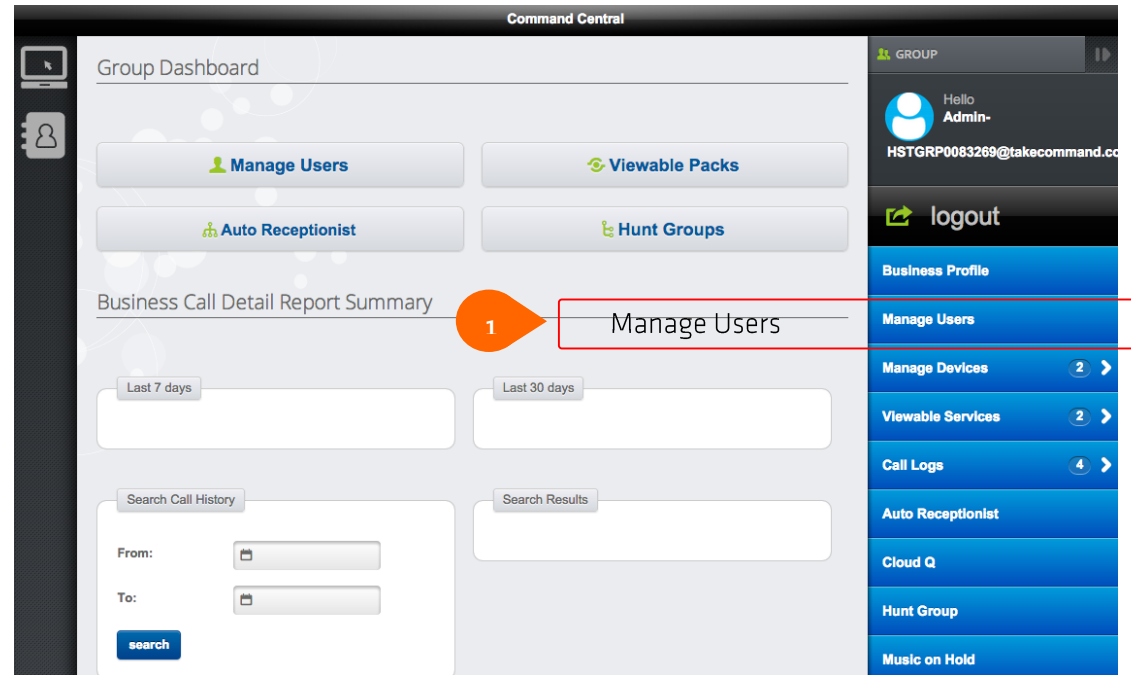 Command Central
Group Dashboard
Manage Users
Viewable Packs
Auto Receptionist
Hunt Groups
Business Call Detail Report Summary
1
Manage Users
Last 7 days
Last 30 days
Search Call History
Search Results
From:
To:
search
GROUP
Hello
Admin-
HSTGRP0083269@takecommand.co
logout
Business Profile
Manage Users
Manage Devices 2
Viewable Services 2
Call Logs 4
Auto Receptionist
Cloud Q
Hunt Group
Music on Hold